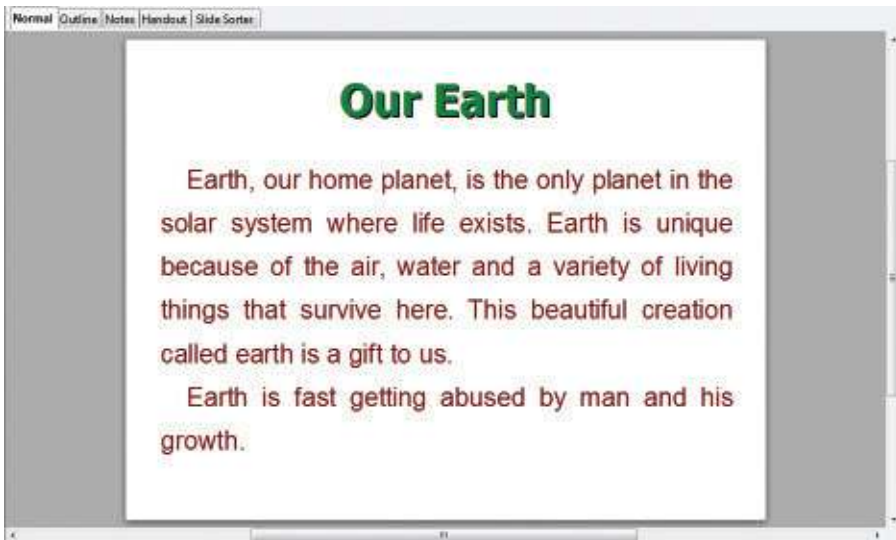 Normal Outline Notes Handout Slide Sorter
Our Earth
Earth, our home planet, is the only planet in the
solar system where life exists. Earth is unique
because of the air, water and a variety of living
things that survive here. This beautiful creation
called earth is a gift to us.
Earth is fast getting abused by man and his
growth.